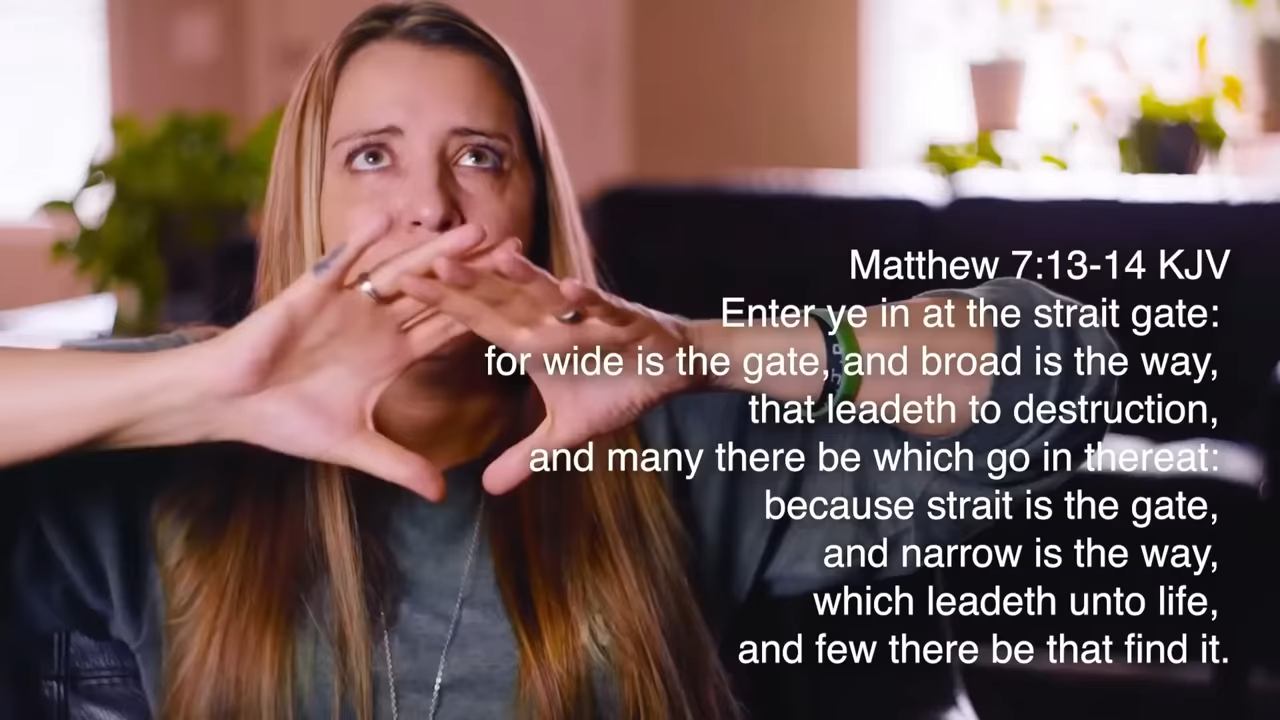 Matthew 7:13-14 KJV
Enter ye in at the strait gate:
for wide is the gate, and broad is the way,
that leadeth to destruction,
and many there be which go in thereat:
because strait is the gate,
and narrow is the way,
which leadeth unto life,
and few there be that find it.